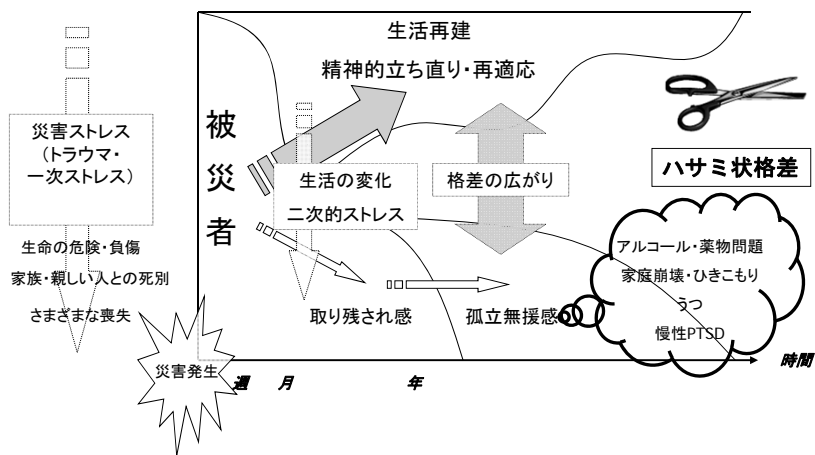 生活再建
精神的立ち直り・再適応
災害ストレス
（トラウマ・
一次ストレス）
被災者
生活の変化
二次的ストレス
格差の広がり
ハサミ状格差
生命の危険・負傷
家族・親しい人との死別
さまざまな喪失
アルコール・薬物問題
家庭崩壊・ひきこもり
うつ
慢性PTSD
取り残され感
孤立無援感
災害発生
週 月 年
時間